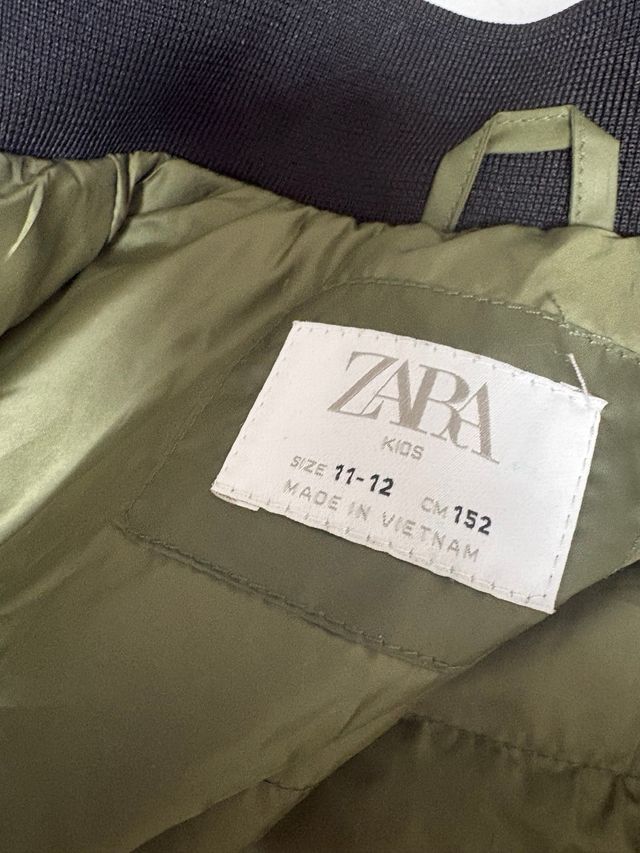 ZARA
KIDS
SIZE 11-12 CM 152
MADE IN VIETNAM